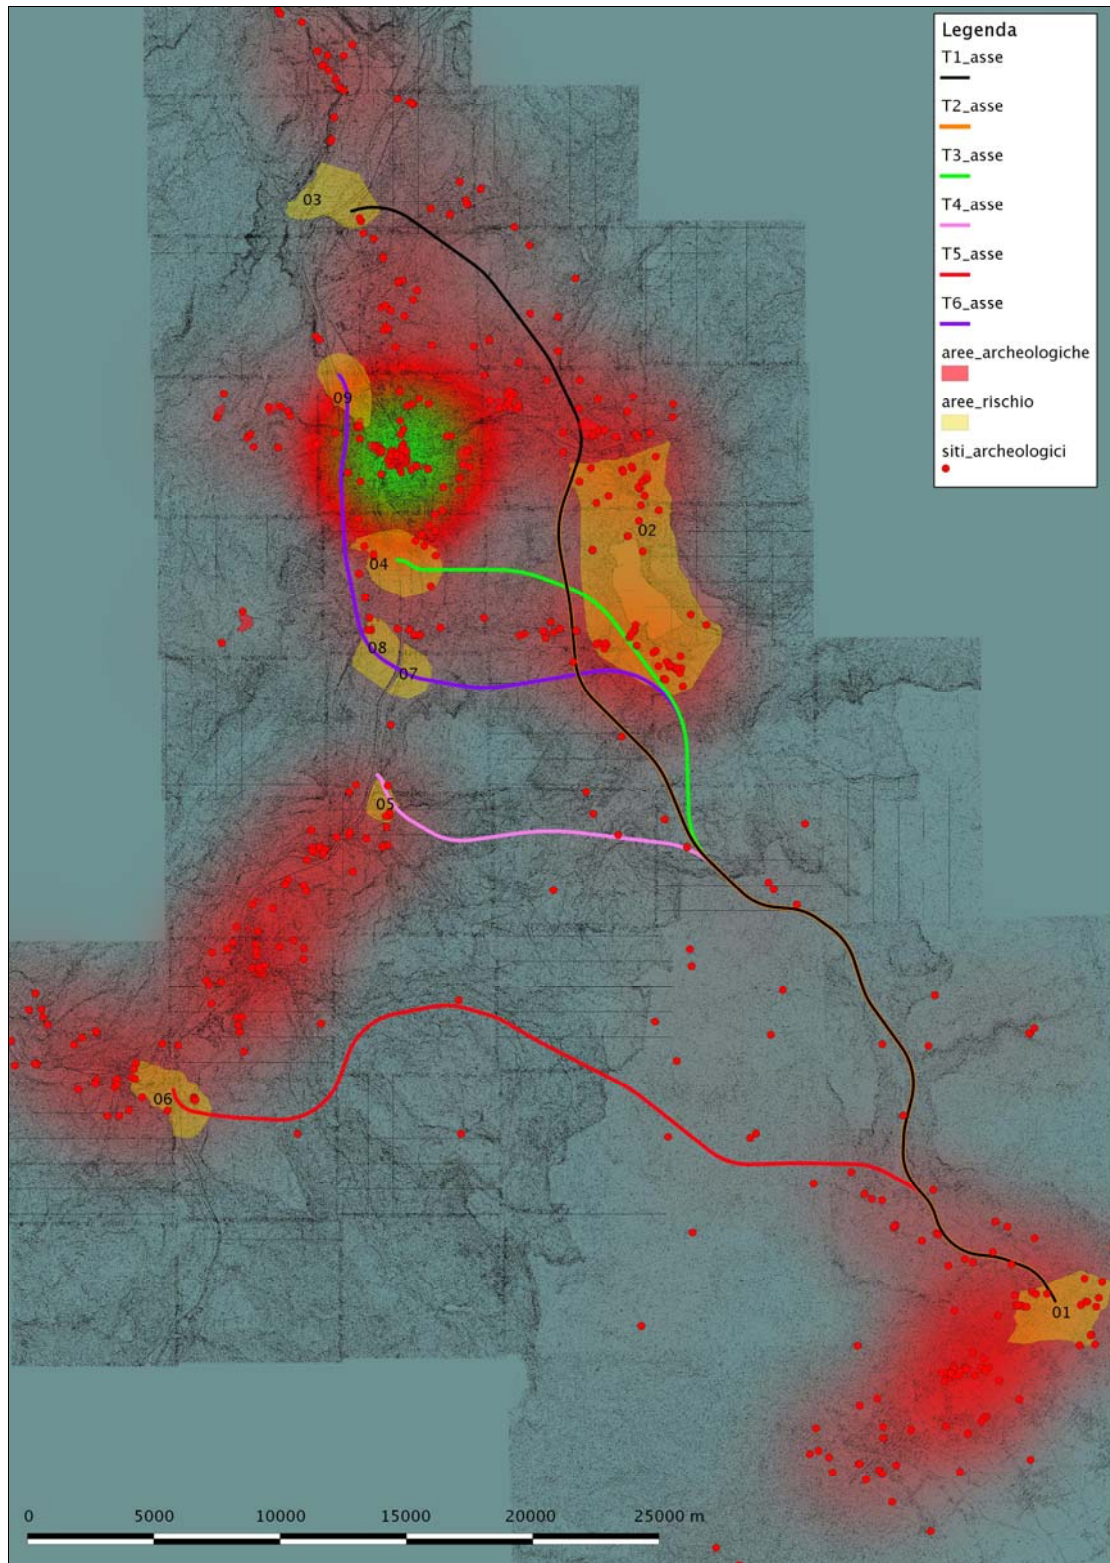 Legenda
T1_asse
T2_asse
T3_asse
T4_asse
T5_asse
T6_asse
aree_archeologiche
aree_rischio
siti_archeologici
03
09
02
04
08
07
05
06
01
0 5000 10000 15000 20000 25000 m